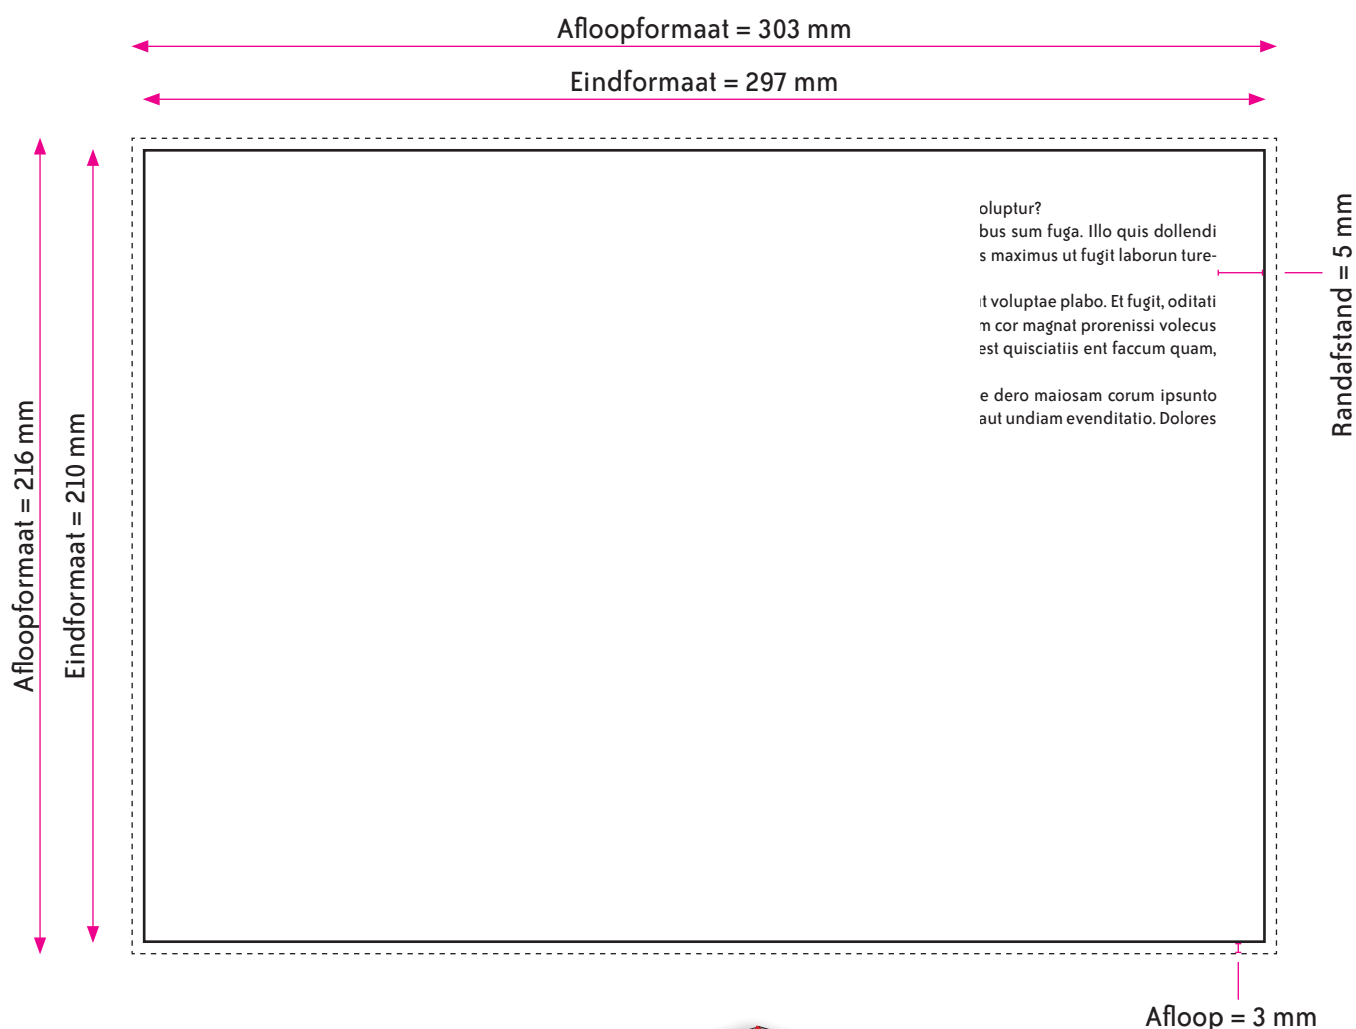 Afloopformaat = 303 mm
Eindformaat = 297 mm
Afloopformaat = 216 mm
Eindformaat = 210 mm
oluptur?
bus sum fuga. Illo quis dollendi
s maximus ut fugit laborun ture-
t voluptae plabo. Et fugit, oditati
m cor magnat prorenissi volecus
est quisciatiis ent faccum quam,
e dero maiosam corum ipsunto
aut undiam evenditatio. Dolores
Randafstand = 5 mm
Afloop = 3 mm